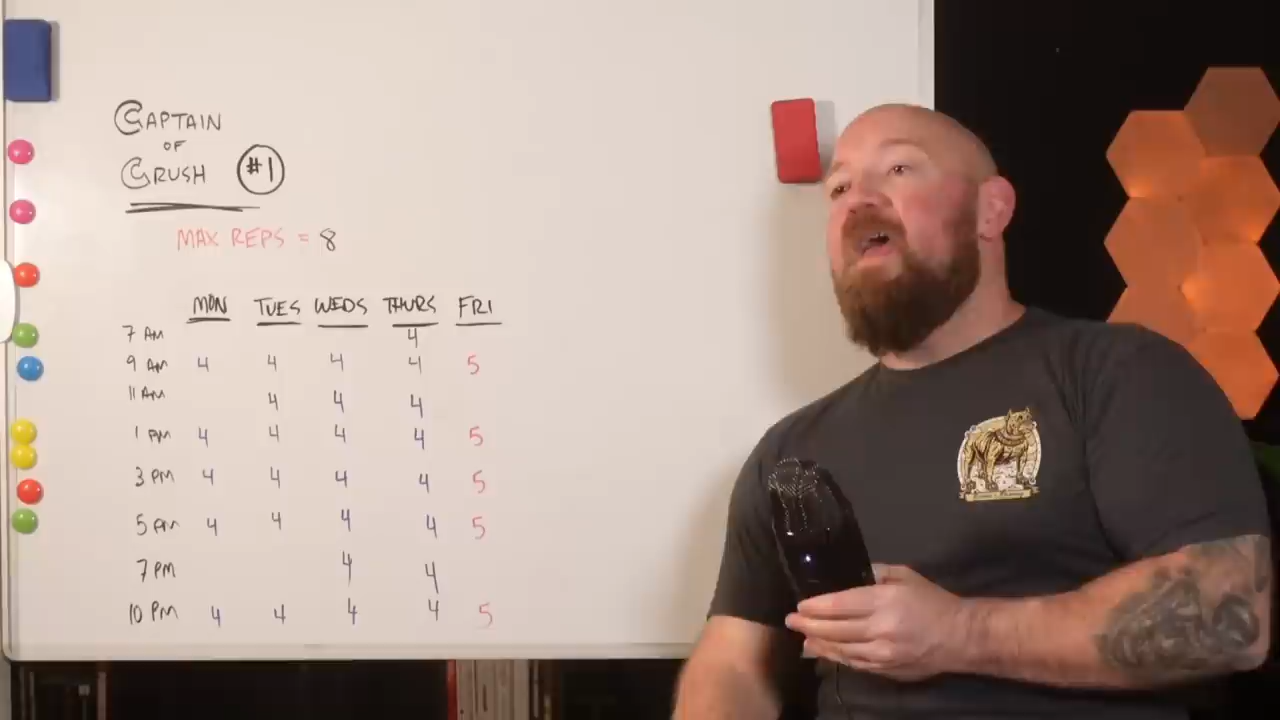 CAPTAIN
OF
CRUSH #1
MAX REPS = 8
MON TUES WEDS THURS FRI
7 AM 4
9 AM 4 4 4 4 5
11 AM 4 4 4
1 PM 4 4 4 4 5
3 PM 4 4 4 4 5
5 PM 4 4 4 4 5
7 PM 4 4
10 PM 4 4 4 4 5